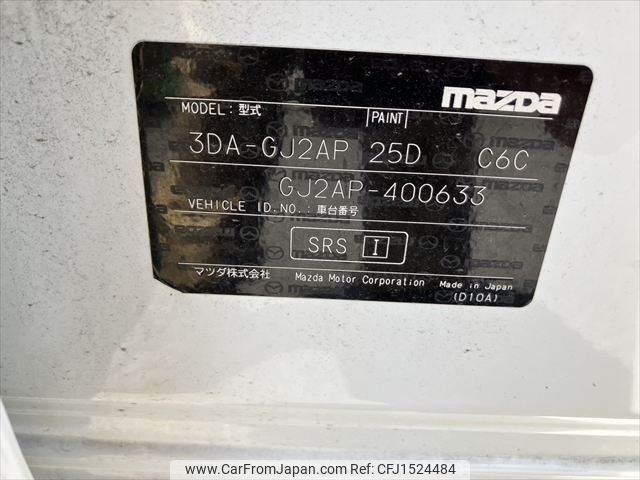 mazda
MODEL: 型式 PAINT
3DA-GJ2AP 25D C6C
GJ2AP-400633
VEHICLE ID.NO.: 車台番号
SRS I
マツダ株式会社 Mazda Motor Corporation Made in Japan
(D10A)
www.CarFromJapan.com - CFJ1524484